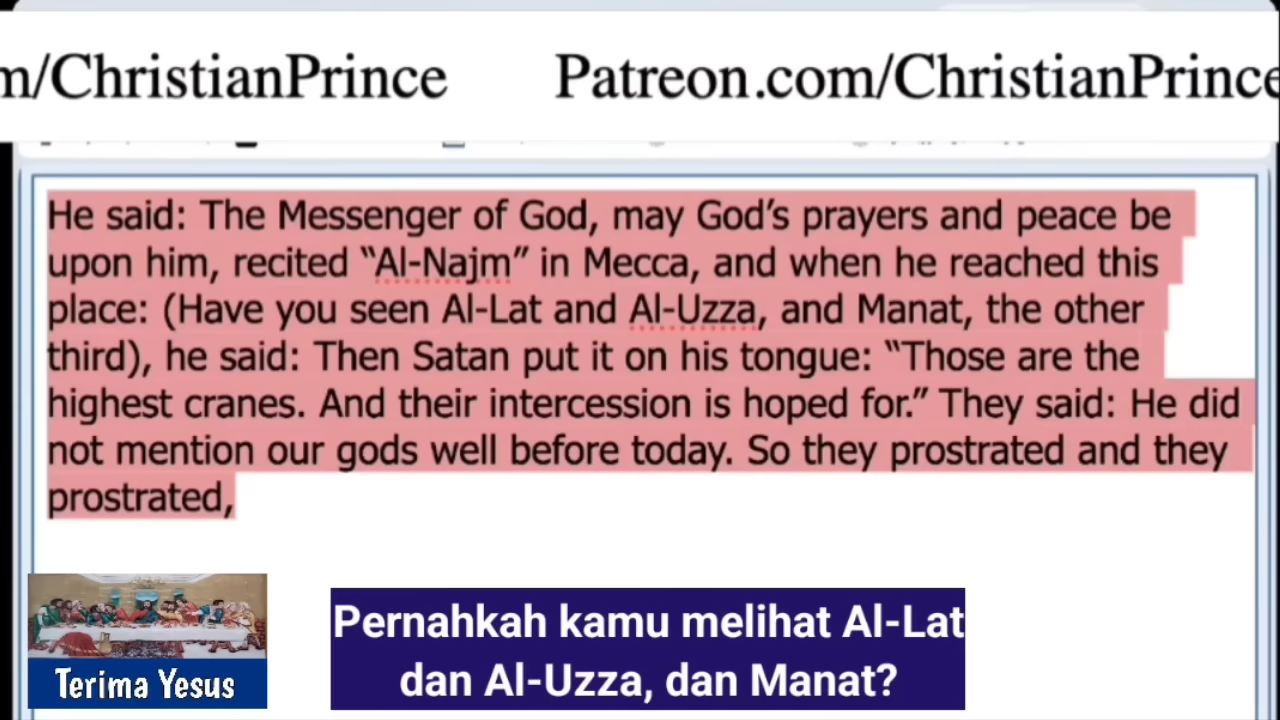 m/ChristianPrince Patreon.com/ChristianPrince
He said: The Messenger of God, may God’s prayers and peace be
upon him, recited “Al-Najm” in Mecca, and when he reached this
place: (Have you seen Al-Lat and Al-Uzza, and Manat, the other
third), he said: Then Satan put it on his tongue: “Those are the
highest cranes. And their intercession is hoped for.” They said: He did
not mention our gods well before today. So they prostrated and they
prostrated,
Terima Yesus
Pernahkah kamu melihat Al-Lat
dan Al-Uzza, dan Manat?